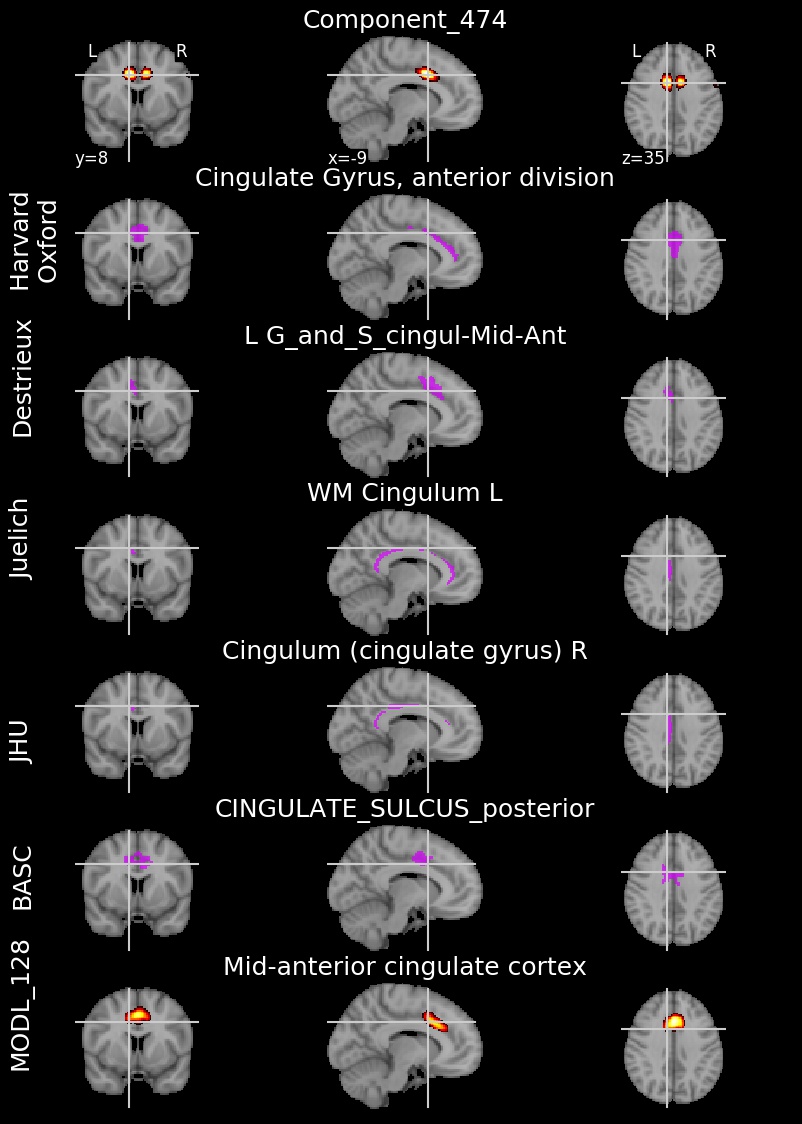 Component_474
L R
L R
y=8
x=-9
z=35
Cingulate Gyrus, anterior division
Harvard
Oxford
L G_and_S_cingul-Mid-Ant
Destrieux
WM Cingulum L
Juelich
Cingulum (cingulate gyrus) R
JHU
CINGULATE_SULCUS_posterior
BASC
Mid-anterior cingulate cortex
MODL_128